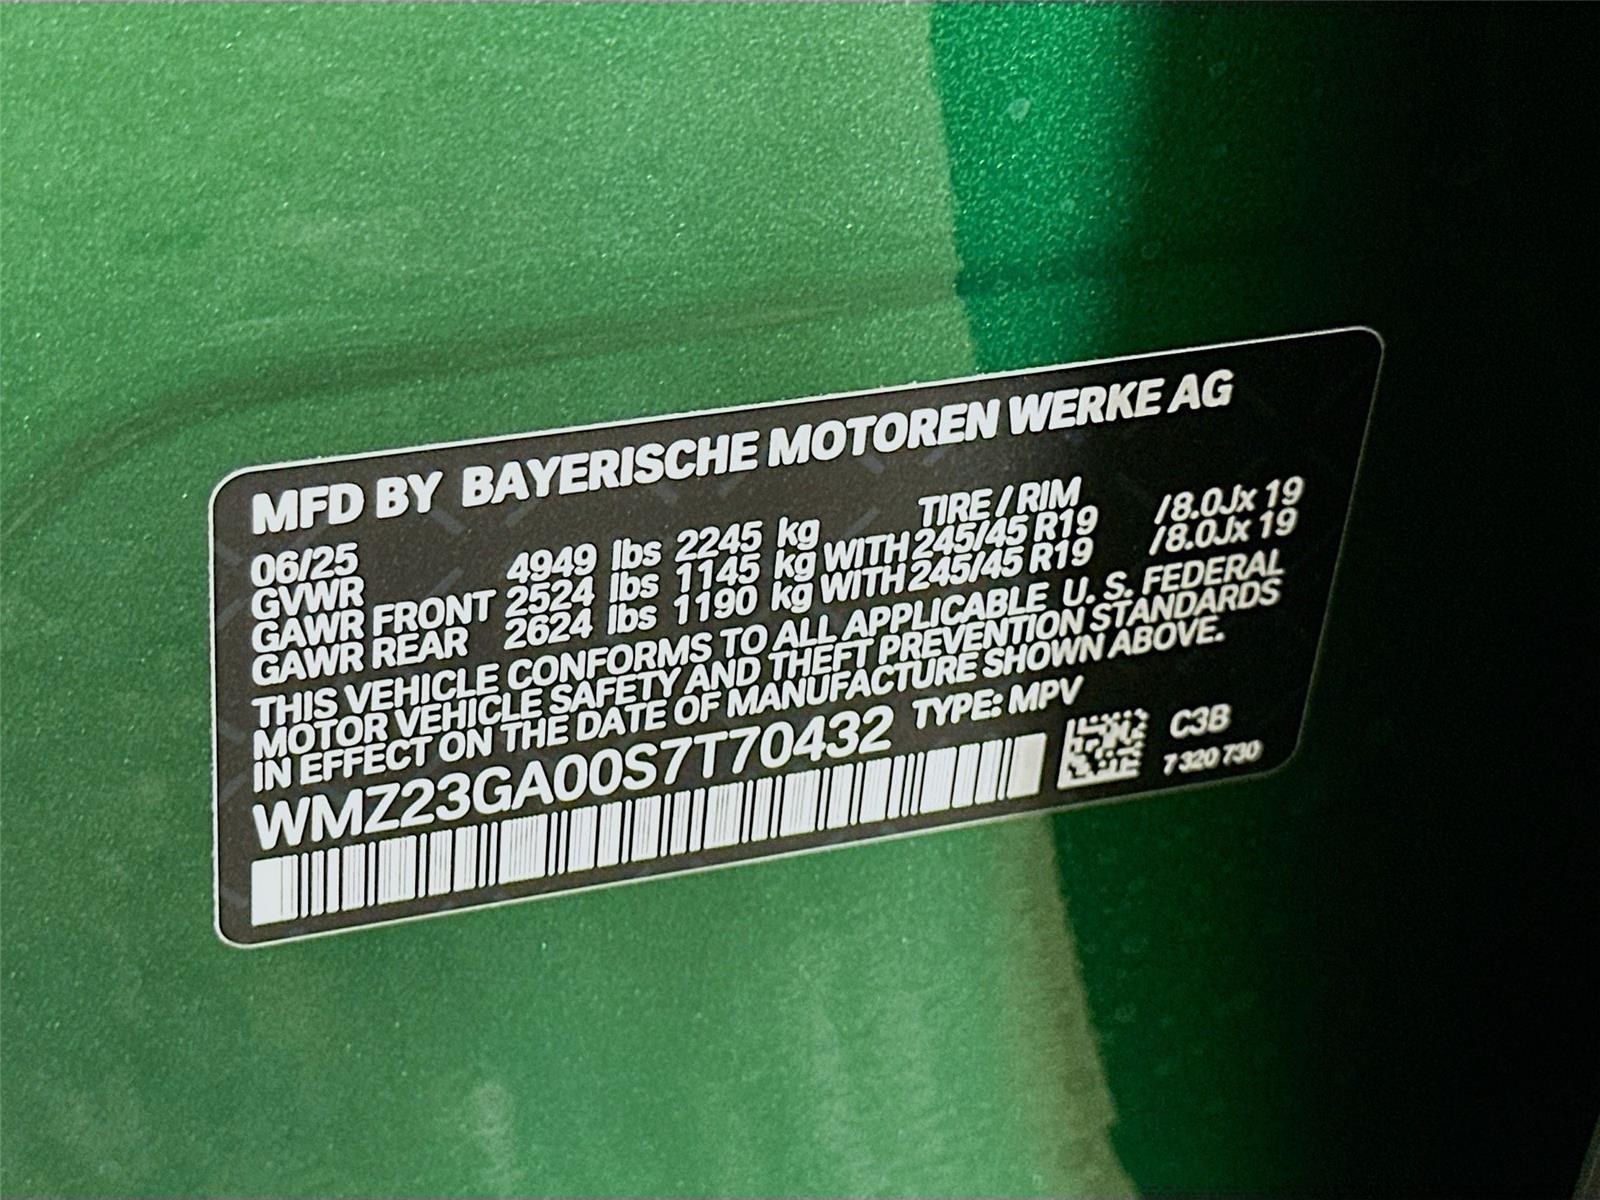 MFD BY BAYERISCHE MOTOREN WERKE AG
06/25 TIRE / RIM
GVWR 4949 lbs 2245 kg
GAWR FRONT 2524 lbs 1145 kg WITH 245/45 R19 /8.0Jx 19
GAWR REAR 2624 lbs 1190 kg WITH 245/45 R19 /8.0Jx 19
THIS VEHICLE CONFORMS TO ALL APPLICABLE U. S. FEDERAL
MOTOR VEHICLE SAFETY AND THEFT PREVENTION STANDARDS
IN EFFECT ON THE DATE OF MANUFACTURE SHOWN ABOVE.
WMZ23GA00S7T70432 TYPE: MPV
C3B
7 320 730